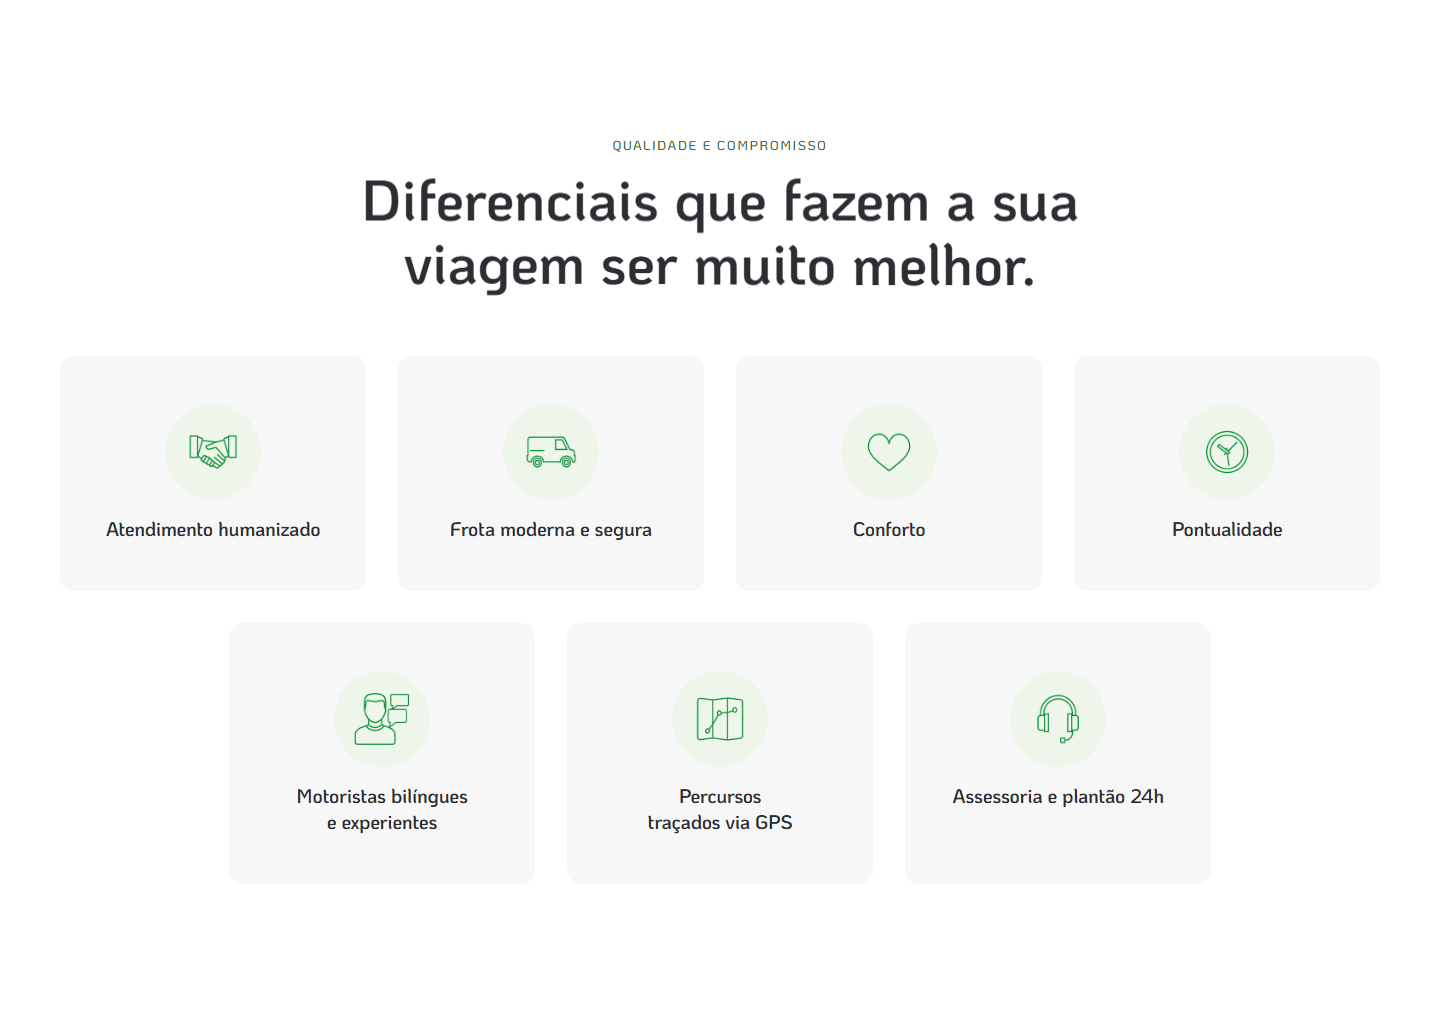 QUALIDADE E COMPROMISSO
Diferenciais que fazem a sua
viagem ser muito melhor.
Atendimento humanizado
Frota moderna e segura
Conforto
Pontualidade
Motoristas bilíngues
e experientes
Percursos
traçados via GPS
Assessoria e plantão 24h